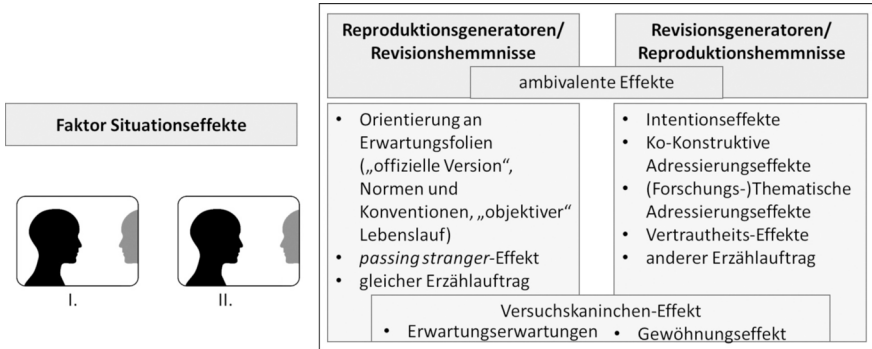 Faktor Situationseffekte
I.
II.
Reproduktionsgeneratoren/
Revisionshemmnisse
Revisionsgeneratoren/
Reproduktionshemmnisse
ambivalente Effekte
• Orientierung an
Erwartungsfolien
(„offizielle Version“,
Normen und
Konventionen, „objektiver“
Lebenslauf)
• passing stranger-Effekt
• gleicher Erzählauftrag
• Intentionseffekte
• Ko-Konstruktive
Adressierungseffekte
• (Forschungs-)Thematische
Adressierungseffekte
• Vertrautheits-Effekte
• anderer Erzählauftrag
Versuchskaninchen-Effekt
• Erwartungserwartungen
• Gewöhnungseffekt